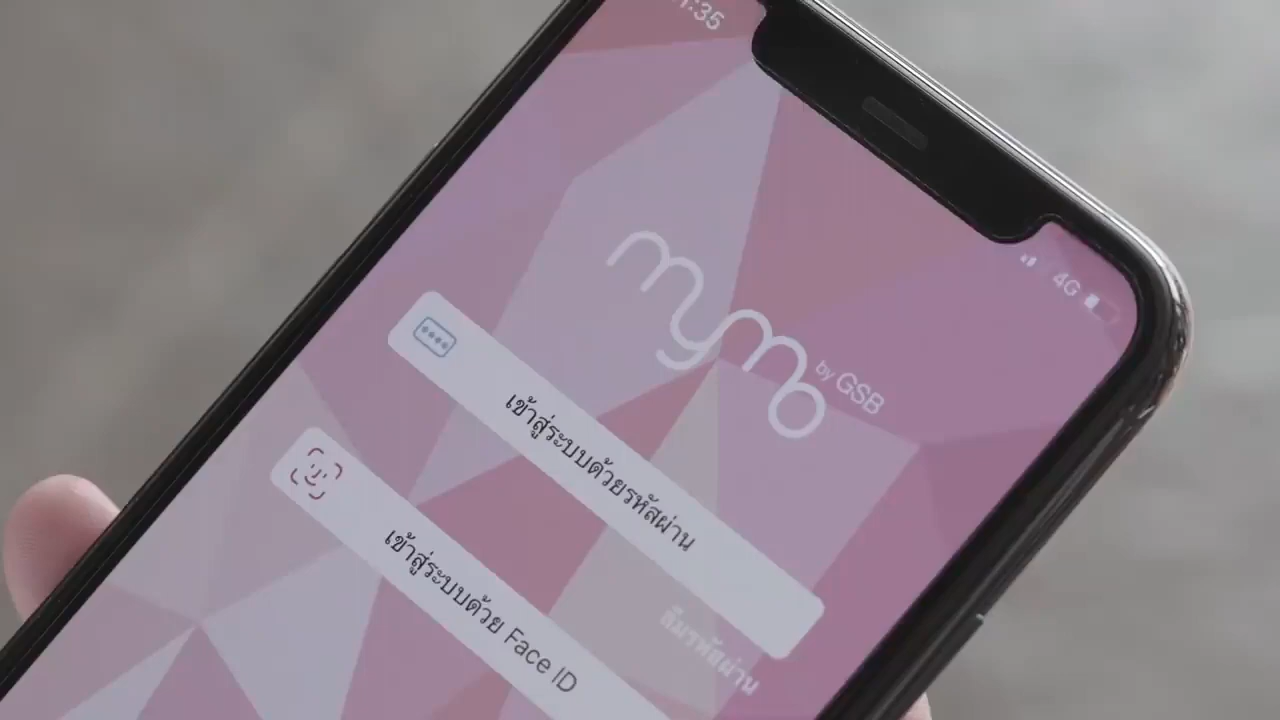 :35
4G
mymo by GSB
เข้าสู่ระบบด้วยรหัสผ่าน
ลืมรหัสผ่าน
เข้าสู่ระบบด้วย Face ID